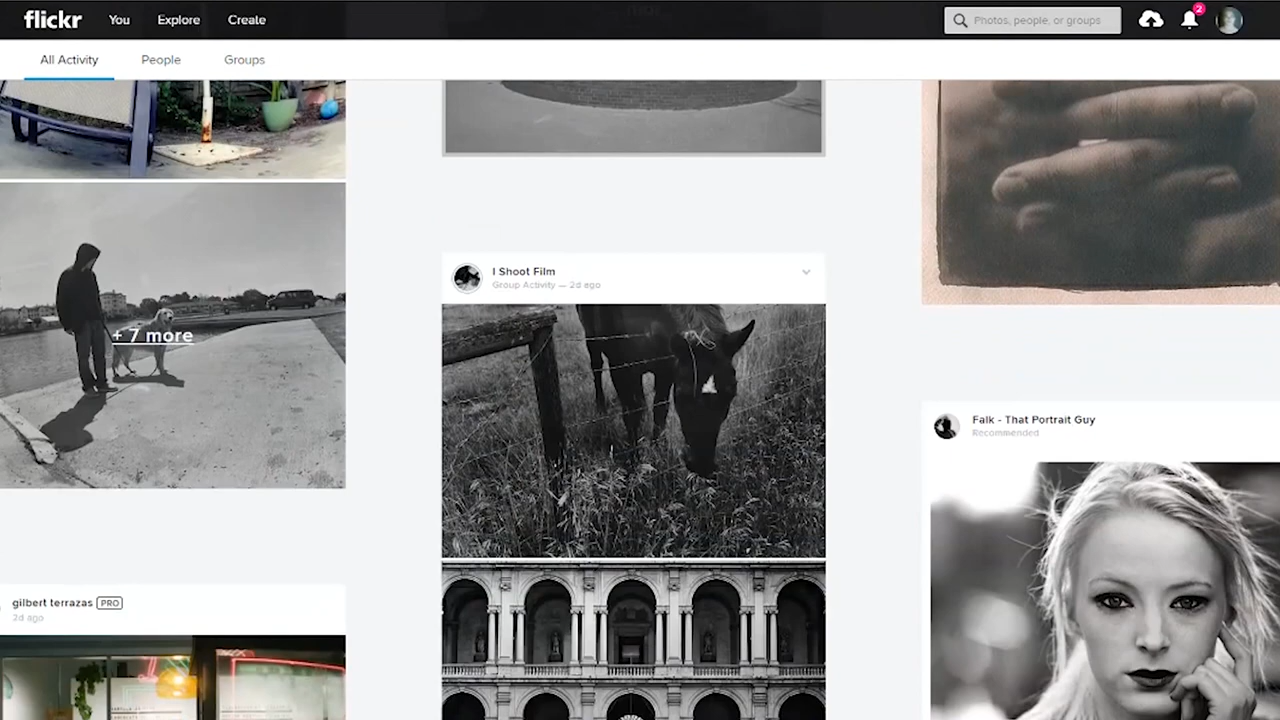 flickr
You
Explore
Create
Photos, people, or groups
2
All Activity
People
Groups
+ 7 more
I Shoot Film
Group Activity — 2d ago
Falk - That Portrait Guy
Recommended
gilbert terrazas PRO
2d ago